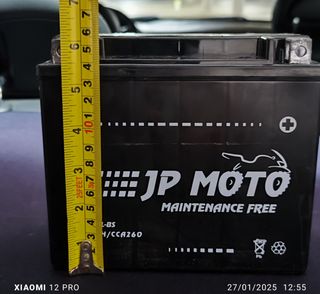 JP MOTO
MAINTENANCE FREE
L-BS
H/CCA260
XIAOMI 12 PRO
27/01/2025 12:55